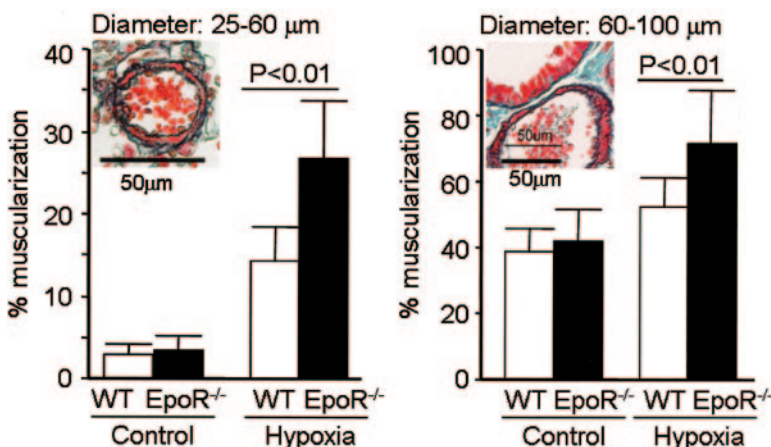 Diameter: 25-60 μm
% muscularization
40
30
20
10
0
P<0.01
50μm
WT EpoR-/- WT EpoR-/-
Control Hypoxia
Diameter: 60-100 μm
% muscularization
100
80
60
40
20
0
P<0.01
50um
50μm
WT EpoR-/- WT EpoR-/-
Control Hypoxia